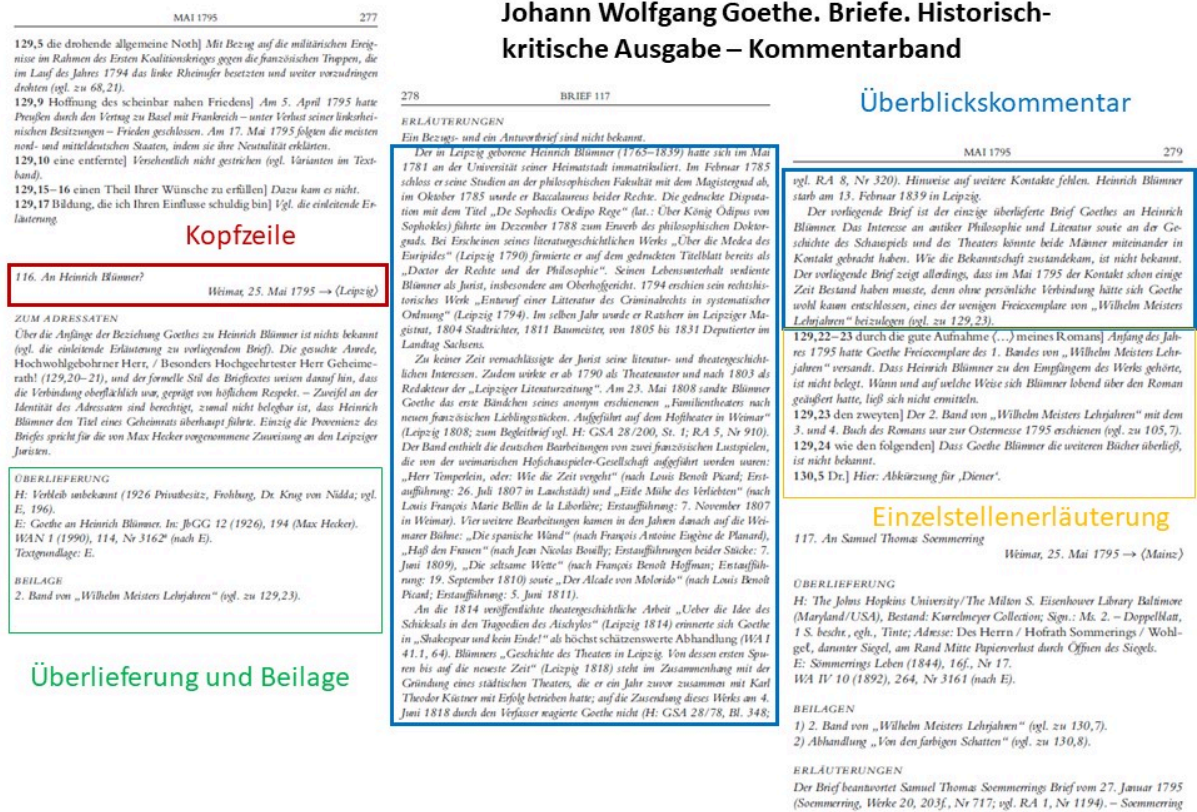 Johann Wolfgang Goethe. Briefe. Historisch-
kritische Ausgabe – Kommentarband
MAI 1795 277
129,5 die drohende allgemeine Noth] Mit Bezug auf die militärischen Ereig-
nisse im Rahmen des Ersten Koalitionskrieges gegen die französischen Truppen, die
im Lauf des Jahres 1794 das linke Rheinufer besetzten und weiter vorzudringen
drohten (vgl. zu 68,21).
129,9 Hoffnung des scheinbar nahen Friedens] Am 5. April 1795 hatte
Preußen durch den Vertrag zu Basel mit Frankreich – unter Verlust seiner linksrhei-
nischen Besitzungen – Frieden geschlossen. Am 17. Mai 1795 folgten die meisten
nord- und mitteldeutschen Staaten, indem sie ihre Neutralität erklärten.
129,10 eine entfernte] Versehentlich nicht gestrichen (vgl. Varianten im Text-
band).
129,15–16 einen Theil Ihrer Wünsche zu erfüllen] Dazu kam es nicht.
129,17 Bildung, die ich Ihren Einflusse schuldig bin] Vgl. die einleitende Er-
läuterung.
Kopfzeile
116. An Heinrich Blümner?
Weimar, 25. Mai 1795 → ⟨Leipzig⟩
ZUM ADRESSATEN
Über die Anfänge der Beziehung Goethes zu Heinrich Blümner ist nichts bekannt
(vgl. die einleitende Erläuterung zu vorliegendem Brief). Die gesuchte Anrede,
Hochwohlgebohrner Herr, / Besonders Hochgeehrtester Herr Geheime-
rath! (129,20–21), und der formelle Stil des Brieftextes weisen darauf hin, dass
die Verbindung oberflächlich war, geprägt von höflichem Respekt. – Zweifel an der
Identität des Adressaten sind berechtigt, zumal nicht belegbar ist, dass Heinrich
Blümner den Titel eines Geheimrats überhaupt führte. Einzig die Provenienz des
Briefes spricht für die von Max Hecker vorgenommene Zuweisung an den Leipziger
Juristen.
ÜBERLIEFERUNG
H: Verbleib unbekannt (1926 Privatbesitz, Frohburg, Dr. Krug von Nidda; vgl.
E, 196).
E: Goethe an Heinrich Blümner. In: JbGG 12 (1926), 194 (Max Hecker).
WAN 1 (1990), 114, Nr 3162ª (nach E).
Textgrundlage: E.
BEILAGE
2. Band von „Wilhelm Meisters Lehrjahren“ (vgl. zu 129,23).
Überlieferung und Beilage
278 BRIEF 117
ERLÄUTERUNGEN
Ein Bezugs- und ein Antwortbrief sind nicht bekannt.
Der in Leipzig geborene Heinrich Blümner (1765–1839) hatte sich im Mai
1781 an der Universität seiner Heimatstadt immatrikuliert. Im Februar 1785
schloss er seine Studien an der philosophischen Fakultät mit dem Magistergrad ab,
im Oktober 1785 wurde er Baccalaureus beider Rechte. Die gedruckte Disputa-
tion mit dem Titel „De Sophoclis Oedipo Rege“ (lat.: Über König Ödipus von
Sophokles) führte im Dezember 1788 zum Erwerb des philosophischen Doktor-
grads. Bei Erscheinen seines literaturgeschichtlichen Werks „Über die Medea des
Euripides“ (Leipzig 1790) firmierte er auf dem gedruckten Titelblatt bereits als
„Doctor der Rechte und der Philosophie“. Seinen Lebensunterhalt verdiente
Blümner als Jurist, insbesondere am Oberhofgericht. 1794 erschien sein rechtshis-
torisches Werk „Entwurf einer Litteratur des Criminalrechts in systematischer
Ordnung“ (Leipzig 1794). Im selben Jahr wurde er Ratsherr im Leipziger Ma-
gistrat, 1804 Stadtrichter, 1811 Baumeister, von 1805 bis 1831 Deputierter im
Landtag Sachsens.
Zu keiner Zeit vernachlässigte der Jurist seine literatur- und theatergeschicht-
lichen Interessen. Zudem wirkte er ab 1790 als Theaterautor und nach 1803 als
Redakteur der „Leipziger Literaturzeitung“. Am 23. Mai 1808 sandte Blümner
Goethe das erste Bändchen seines anonym erschienenen „Familientheaters nach
neuen französischen Lieblingsstücken. Aufgeführt auf dem Hoftheater in Weimar“
(Leipzig 1808; zum Begleitbrief vgl. H: GSA 28/200, St. 1; RA 5, Nr 910).
Der Band enthielt die deutschen Bearbeitungen von zwei französischen Lustspielen,
die von der weimarischen Hofschauspieler-Gesellschaft aufgeführt worden waren:
„Herr Temperlein, oder: Wie die Zeit vergeht“ (nach Louis Benoît Picard; Erst-
aufführung: 26. Juli 1807 in Lauchstädt) und „Eitle Mühe des Verliebten“ (nach
Louis François Marie Bellin de la Liborlière; Erstaufführung: 7. November 1807
in Weimar). Vier weitere Bearbeitungen kamen in den Jahren danach auf die Wei-
marer Bühne: „Die spanische Wand“ (nach François Antoine Eugène de Planard),
„Haß den Frauen“ (nach Jean Nicolas Bouilly; Erstaufführungen beider Stücke: 7.
Juni 1809), „Die seltsame Wette“ (nach François Benoît Hoffman; Erstauffüh-
rung: 19. September 1810) sowie „Der Alcade von Molorido“ (nach Louis Benoît
Picard; Erstaufführung: 5. Juni 1811).
An die 1814 veröffentlichte theatergeschichtliche Arbeit „Ueber die Idee des
Schicksals in den Tragoedien des Aischylos“ (Leipzig 1814) erinnerte sich Goethe
in „Shakespear und kein Ende!“ als höchst schätzenswerte Abhandlung (WA I
41.1, 64). Blümners „Geschichte des Theaters in Leipzig. Von dessen ersten Spu-
ren bis auf die neueste Zeit“ (Leizpig 1818) steht im Zusammenhang mit der
Gründung eines städtischen Theaters, die er ein Jahr zuvor zusammen mit Karl
Theodor Küstner mit Erfolg betrieben hatte; auf die Zusendung dieses Werks am 4.
Juni 1818 durch den Verfasser reagierte Goethe nicht (H: GSA 28/78, Bl. 348;
Überblickskommentar
MAI 1795 279
vgl. RA 8, Nr 320). Hinweise auf weitere Kontakte fehlen. Heinrich Blümner
starb am 13. Februar 1839 in Leipzig.
Der vorliegende Brief ist der einzige überlieferte Brief Goethes an Heinrich
Blümner. Das Interesse an antiker Philosophie und Literatur sowie an der Ge-
schichte des Schauspiels und des Theaters könnte beide Männer miteinander in
Kontakt gebracht haben. Wie die Bekanntschaft zustandekam, ist nicht bekannt.
Der vorliegende Brief zeigt allerdings, dass im Mai 1795 der Kontakt schon einige
Zeit Bestand haben musste, denn ohne persönliche Verbindung hätte sich Goethe
wohl kaum entschlossen, eines der wenigen Freiexemplare von „Wilhelm Meisters
Lehrjahren“ beizulegen (vgl. zu 129,23).
129,22–23 durch die gute Aufnahme ⟨…⟩ meines Romans] Anfang des Jah-
res 1795 hatte Goethe Freiexemplare des 1. Bandes von „Wilhelm Meisters Lehr-
jahren“ versandt. Dass Heinrich Blümner zu den Empfängern des Werks gehörte,
ist nicht belegt. Wann und auf welche Weise sich Blümner lobend über den Roman
geäußert hatte, ließ sich nicht ermitteln.
129,23 den zweyten] Der 2. Band von „Wilhelm Meisters Lehrjahren“ mit dem
3. und 4. Buch des Romans war zur Ostermesse 1795 erschienen (vgl. zu 105,7).
129,24 wie den folgenden] Dass Goethe Blümner die weiteren Bücher überließ,
ist nicht bekannt.
130,5 Dr.] Hier: Abkürzung für ‚Diener‘.
Einzelstellenerläuterung
117. An Samuel Thomas Soemmerring
Weimar, 25. Mai 1795 → ⟨Mainz⟩
ÜBERLIEFERUNG
H: The Johns Hopkins University/The Milton S. Eisenhower Library Baltimore
(Maryland/USA), Bestand: Kurrelmeyer Collection; Sign.: Ms. 2. – Doppelblatt,
1 S. beschr., egh., Tinte; Adresse: Des Herrn / Hofrath Sommerings / Wohl-
geb, darunter Siegel, am Rand Mitte Papierverlust durch Öffnen des Siegels.
E: Sömmerrings Leben (1844), 16f., Nr 17.
WA IV 10 (1892), 264, Nr 3161 (nach E).
BEILAGEN
1) 2. Band von „Wilhelm Meisters Lehrjahren“ (vgl. zu 130,7).
2) Abhandlung „Von den farbigen Schatten“ (vgl. zu 130,8).
ERLÄUTERUNGEN
Der Brief beantwortet Samuel Thomas Soemmerrings Brief vom 27. Januar 1795
(Soemmerring, Werke 20, 203f., Nr 717; vgl. RA 1, Nr 1194). – Soemmerring